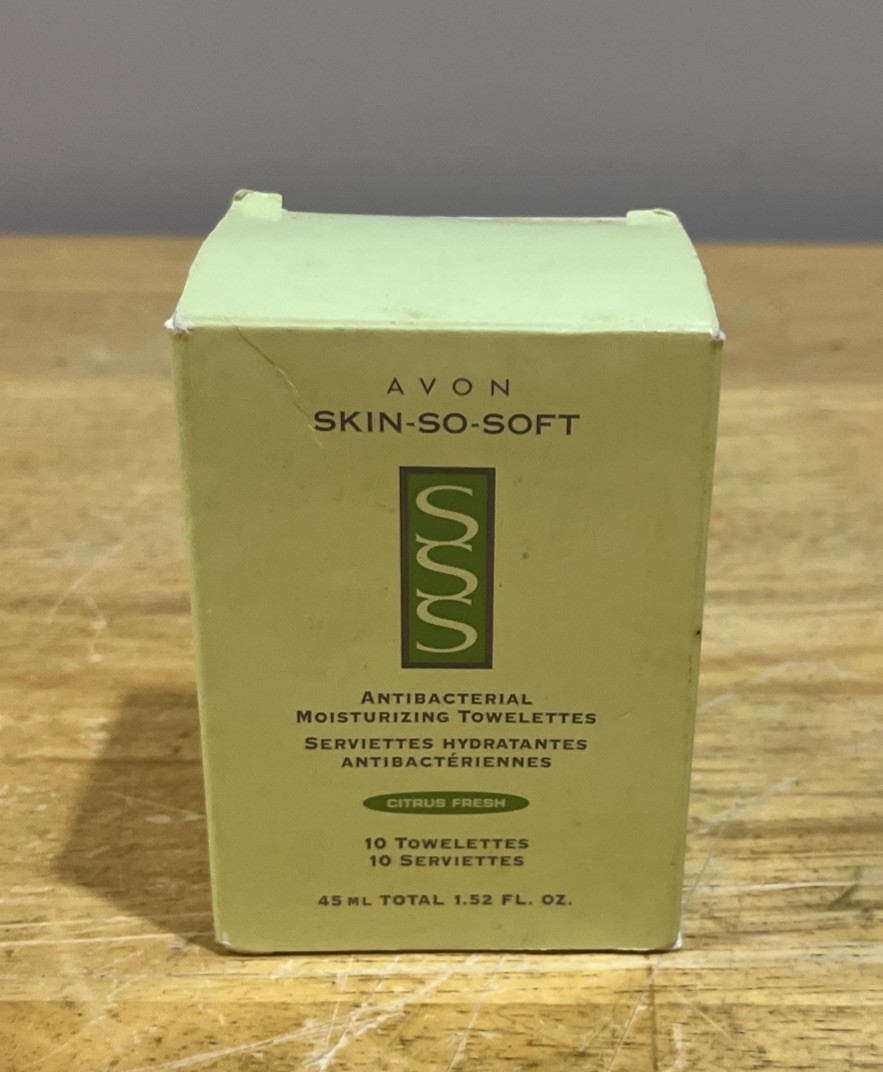 AVON
SKIN-SO-SOFT
SSS
ANTIBACTERIAL
MOISTURIZING TOWELETTES
SERVIETTES HYDRATANTES
ANTIBACTÉRIENNES
CITRUS FRESH
10 TOWELETTES
10 SERVIETTES
45 ML TOTAL 1.52 FL. OZ.